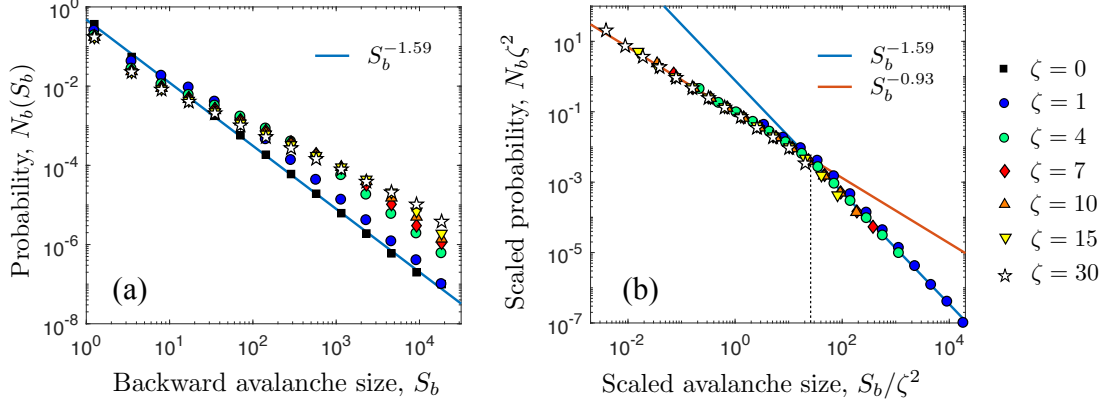 10^0
10^-2
10^-4
10^-6
10^-8
10^0
10^1
10^2
10^3
10^4
Probability, N_b(S_b)
Backward avalanche size, S_b
S_b^-1.59
(a)
10^1
10^-1
10^-3
10^-5
10^-7
10^-2
10^0
10^2
10^4
Scaled probability, N_bζ^2
Scaled avalanche size, S_b/ζ^2
S_b^-1.59
S_b^-0.93
(b)
ζ = 0
ζ = 1
ζ = 4
ζ = 7
ζ = 10
ζ = 15
ζ = 30